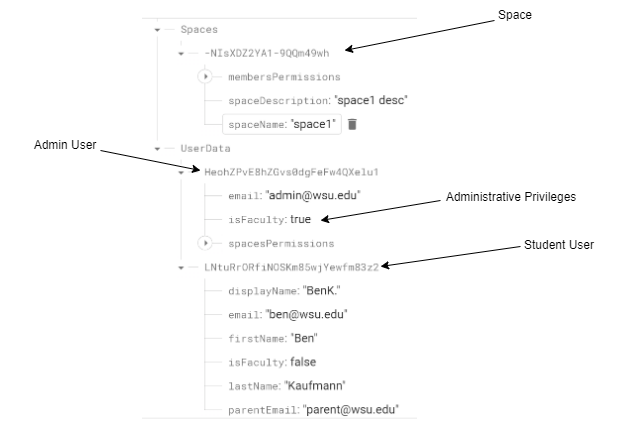 Space
Spaces
-NIsXDZ2YA1-9QQm49wh
membersPermissions
spaceDescription: "space1 desc"
spaceName: "space1"
Admin User
UserData
HeohZPvE8hZGvs0dgFeFw4QXelu1
email: "admin@wsu.edu"
Administrative Privileges
isFaculty: true
spacesPermissions
Student User
LNtuRrORfiNOSKm85wjYewfm83z2
displayName: "BenK."
email: "ben@wsu.edu"
firstName: "Ben"
isFaculty: false
lastName: "Kaufmann"
parentEmail: "parent@wsu.edu"